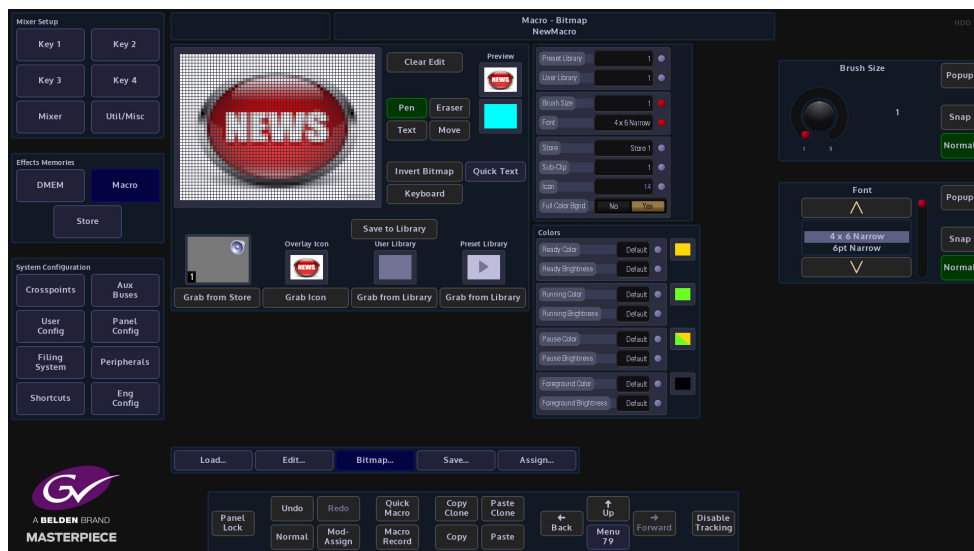 Mixer Setup
Key 1
Key 2
Key 3
Key 4
Mixer
Util/Misc
Effects Memories
DMEM
Macro
Store
System Configuration
Crosspoints
Aux
Buses
User
Config
Panel
Config
Filing
System
Peripherals
Shortcuts
Eng
Config
GV
A BELDEN BRAND
MASTERPIECE
Macro - Bitmap
NewMacro
HDD
NEWS
Clear Edit
Preview
NEWS
Pen
Eraser
Text
Move
Invert Bitmap
Quick Text
Keyboard
Save to Library
Overlay Icon
User Library
Preset Library
1
NEWS
Grab from Store
Grab Icon
Grab from Library
Grab from Library
Preset Library 1
User Library 1
Brush Size 1
Font 4 x 6 Narrow
Store Store 1
Sub-Clip 1
Icon 14
Full Color Bgnd No Yes
Colors
Ready Color Default
Ready Brightness Default
Running Color Default
Running Brightness Default
Pause Color Default
Pause Brightness Default
Foreground Color Default
Foreground Brightness Default
Brush Size
1
1 5
Popup
Snap
Normal
Font
4 x 6 Narrow
6pt Narrow
Popup
Snap
Normal
Load...
Edit...
Bitmap...
Save...
Assign...
Panel
Lock
Undo
Redo
Normal
Mod-
Assign
Quick
Macro
Macro
Record
Copy
Clone
Paste
Clone
Copy
Paste
Back
Up
Menu
79
Forward
Disable
Tracking